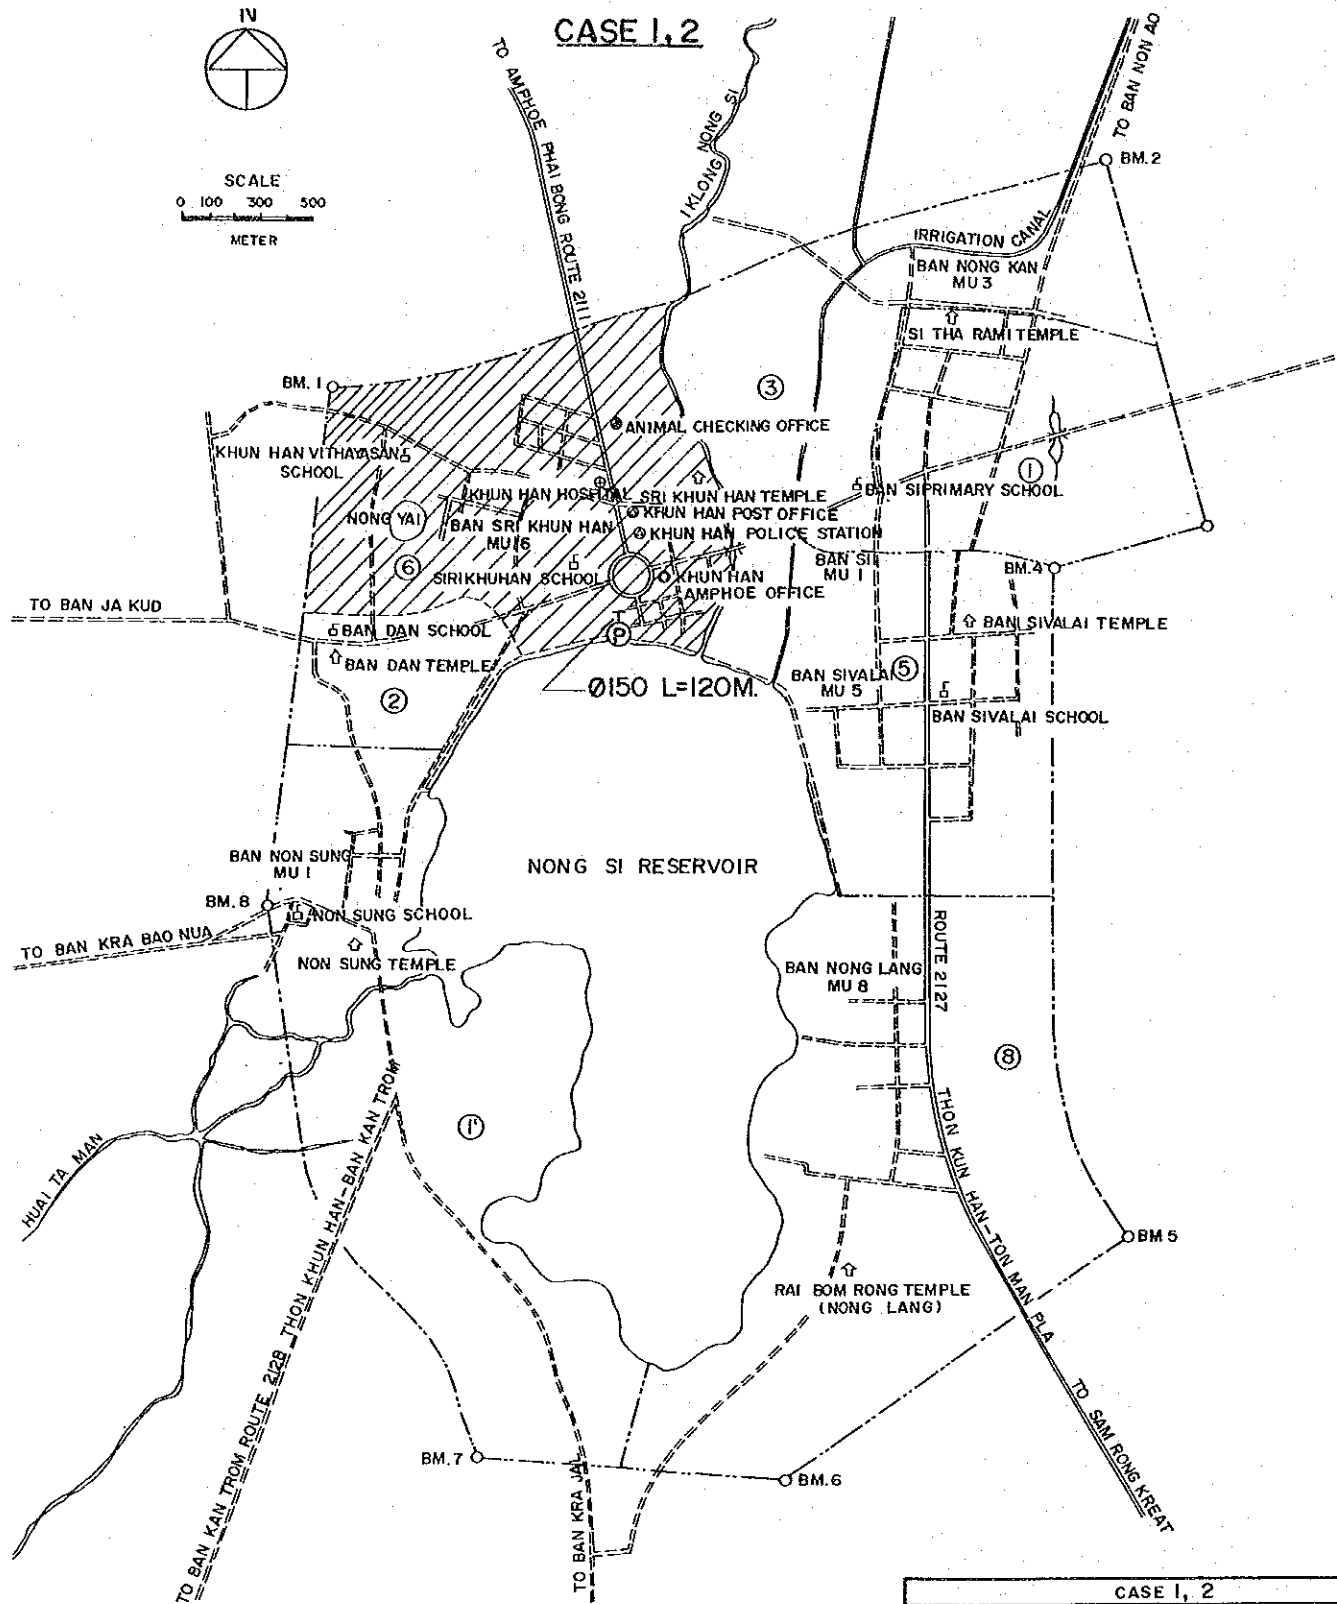 IN
CASE 1, 2
SCALE
0 100 300 500
METER
TO AMPHOE PHAI BONG ROUTE 2111
KLONG NONG SI
TO BAN NON AO
BM. 2
IRRIGATION CANAL
BAN NONG KAN
MU 3
SI THA RAMI TEMPLE
BM. 1
3
ANIMAL CHECKING OFFICE
KHUN HAN VITHAYASAN
SCHOOL
1
KHUN HAN HOSPITAL
SRI KHUN HAN TEMPLE
BAN SI PRIMARY SCHOOL
NONG YAI
BAN SRI KHUN HAN
MU 6
KHUN HAN POST OFFICE
KHUN HAN POLICE STATION
BAN SI
MU 1
BM. 4
6
SIRIKHUHAN SCHOOL
KHUN HAN
AMPHOE OFFICE
TO BAN JA KUD
BAN DAN SCHOOL
P
BAN SIVALAI TEMPLE
BAN DAN TEMPLE
BAN SIVALAI
MU 5
5
Ø150 L=120M.
2
BAN SIVALAI SCHOOL
BAN NON SUNG
MU 1
NONG SI RESERVOIR
BM. 8
NON SUNG SCHOOL
TO BAN KRA BAO NUA
NON SUNG TEMPLE
ROUTE 2127
BAN NONG LANG
MU 8
8
1'
HUAI TA MAN
THON KUN HAN-TON MAN PLA
BM 5
RAI BOM RONG TEMPLE
(NONG LANG)
TO BAN KAN TROM ROUTE 2128 THON KHUN HAN-BAN KAN TROM
TO SAM RONG KREAT
BM. 7
BM. 6
TO BAN KRA JAL
CASE 1, 2